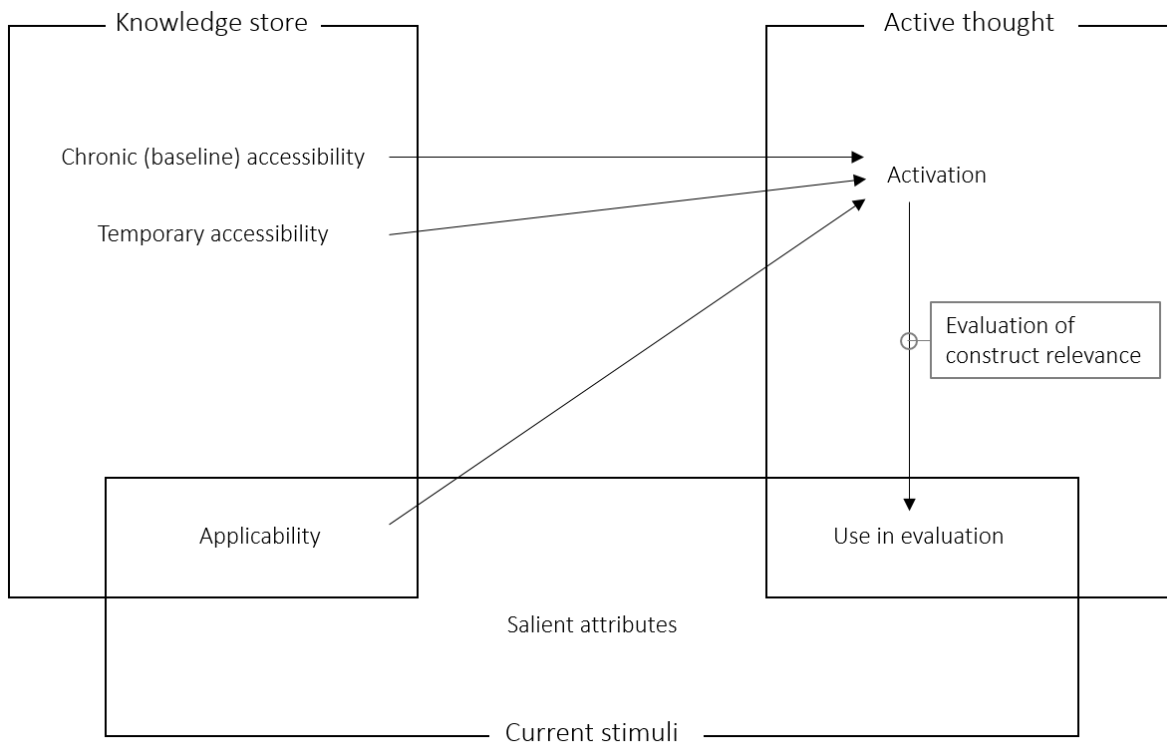 Knowledge store
Active thought
Chronic (baseline) accessibility
Activation
Temporary accessibility
Evaluation of
construct relevance
Applicability
Use in evaluation
Salient attributes
Current stimuli